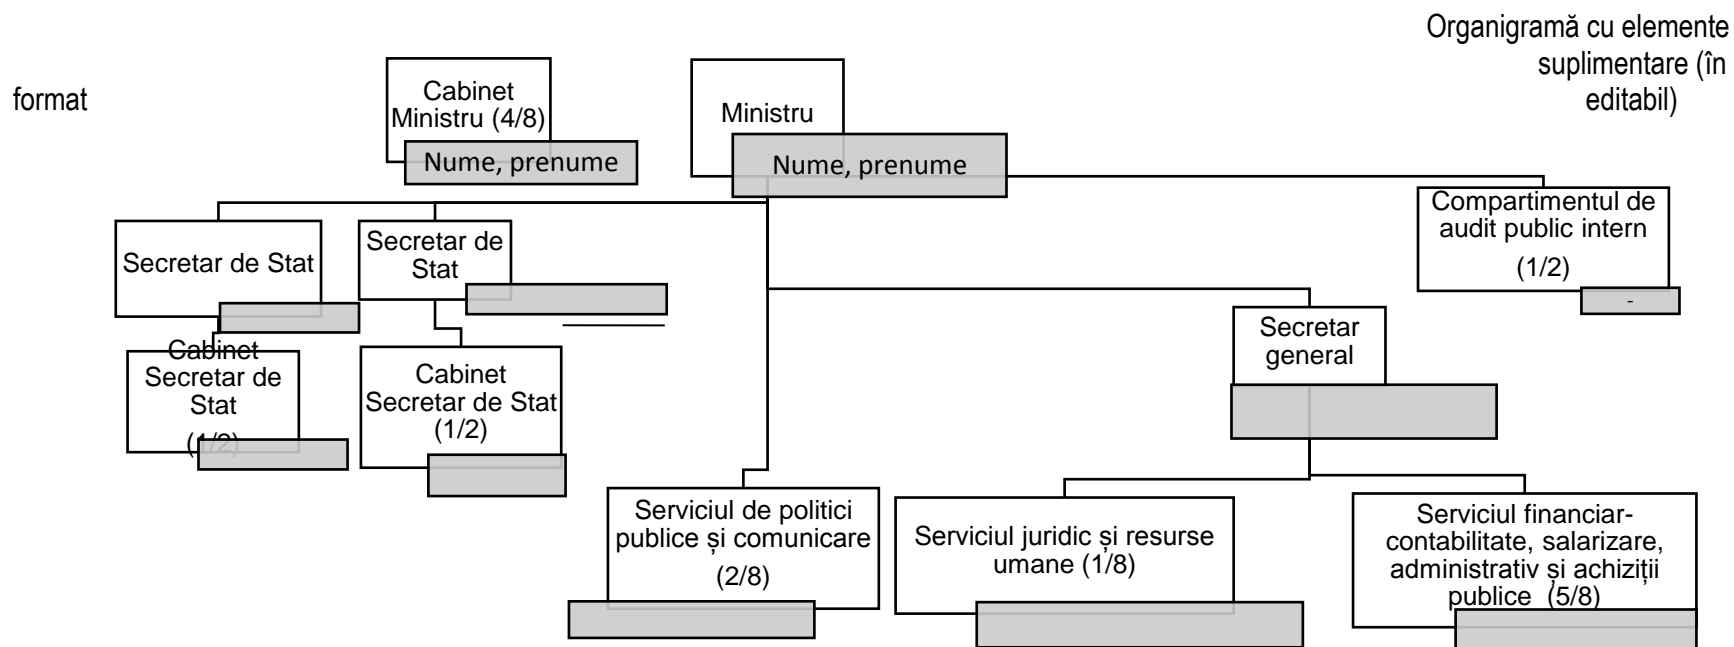 Organigramă cu elemente
suplimentare (în
format
editabil)
Cabinet
Ministru (4/8)
Nume, prenume
Ministru
Nume, prenume
Compartimentul de
audit public intern
(1/2)
-
Secretar de Stat
Secretar de
Stat
Cabinet
Secretar de
Stat
(1/2)
Cabinet
Secretar de Stat
(1/2)
Secretar
general
Serviciul de politici
publice și comunicare
(2/8)
Serviciul juridic și resurse
umane (1/8)
Serviciul financiar-
contabilitate, salarizare,
administrativ și achiziții
publice (5/8)